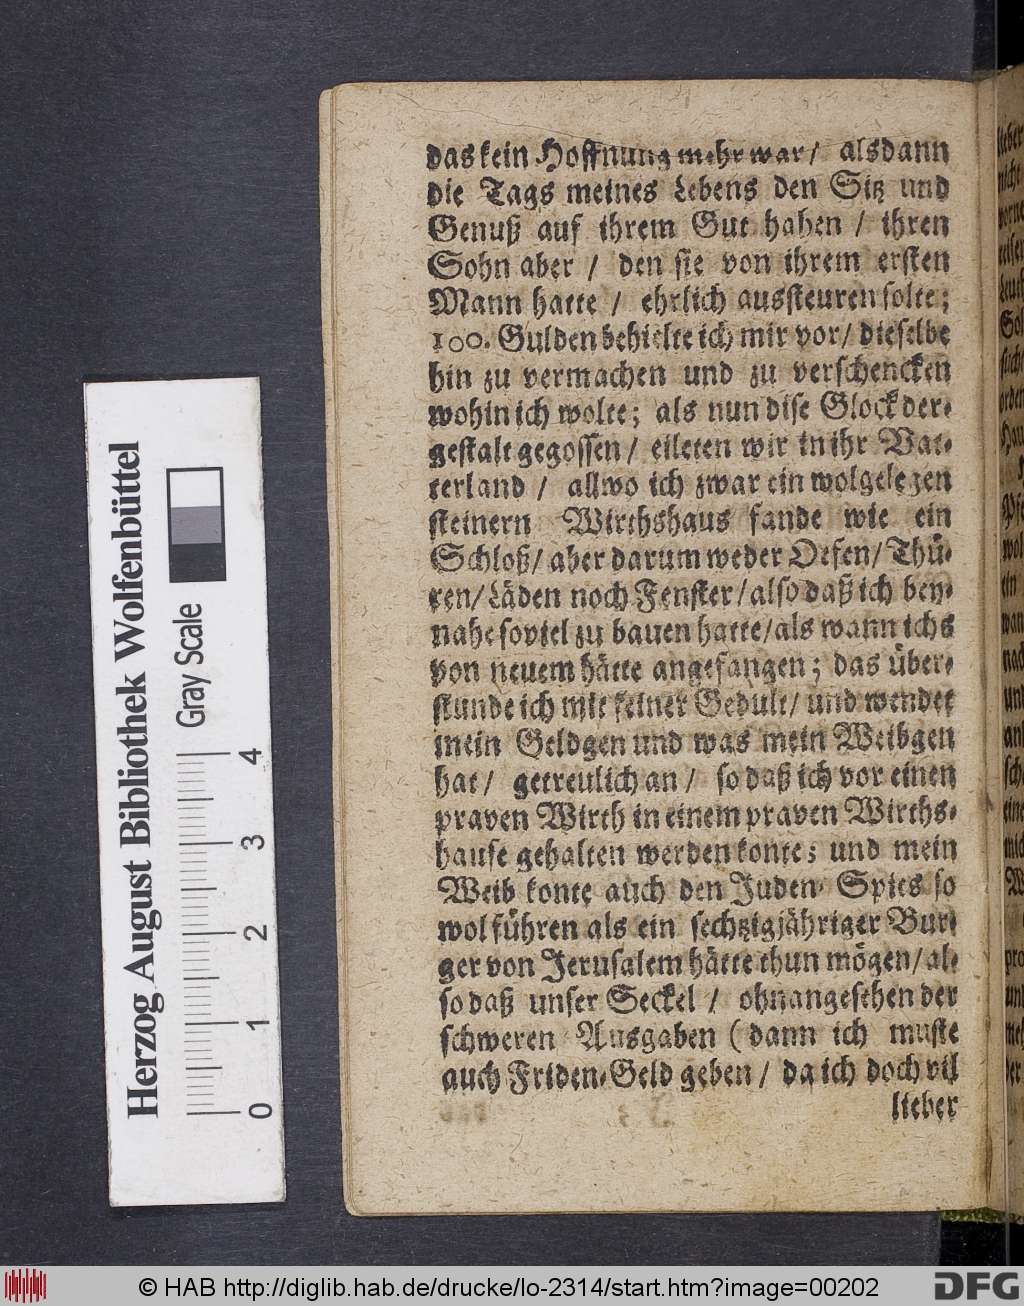 das kein Hoffnung mehr war / alsdann
die Tags meines Lebens den Sitz und
Genuß auf ihrem Gut haben / ihren
Sohn aber / den sie von ihrem ersten
Mann hatte / ehrlich aussteuren solte;
100. Gulden behielte ich mir vor / dieselbe
hin zu vermachen und zu verschencken
wohin ich wolte; als nun dise Glock der-
gestalt gegossen / eileten wir in ihr Vat-
terland / allwo ich zwar ein wolgelegen
steinern Wirthshaus fande wie ein
Schloß / aber darum weder Oefen / Thü-
ren / Läden noch Fenster / also daß ich bey-
nahe soviel zu bauen hatte / als wann ichs
von neuem hätte angefangen; das über-
stunde ich mit feiner Gedult / und wendet
mein Geldgen und was mein Weibgen
hat / getreulich an / so daß ich vor einen
praven Wirth in einem praven Wirths-
hause gehalten werden konte; und mein
Weib konte auch den Juden-Spies so
wol führen als ein sechtzigjähriger Bur-
ger von Jerusalem hätte thun mögen / al-
so daß unser Seckel / ohnangesehen der
schweren Ausgaben (dann ich muste
auch Friden-Geld geben / da ich doch vil
lieber
Herzog August Bibliothek Wolfenbüttel
Gray Scale
0 1 2 3 4
© HAB http://diglib.hab.de/drucke/lo-2314/start.htm?image=00202
DFG